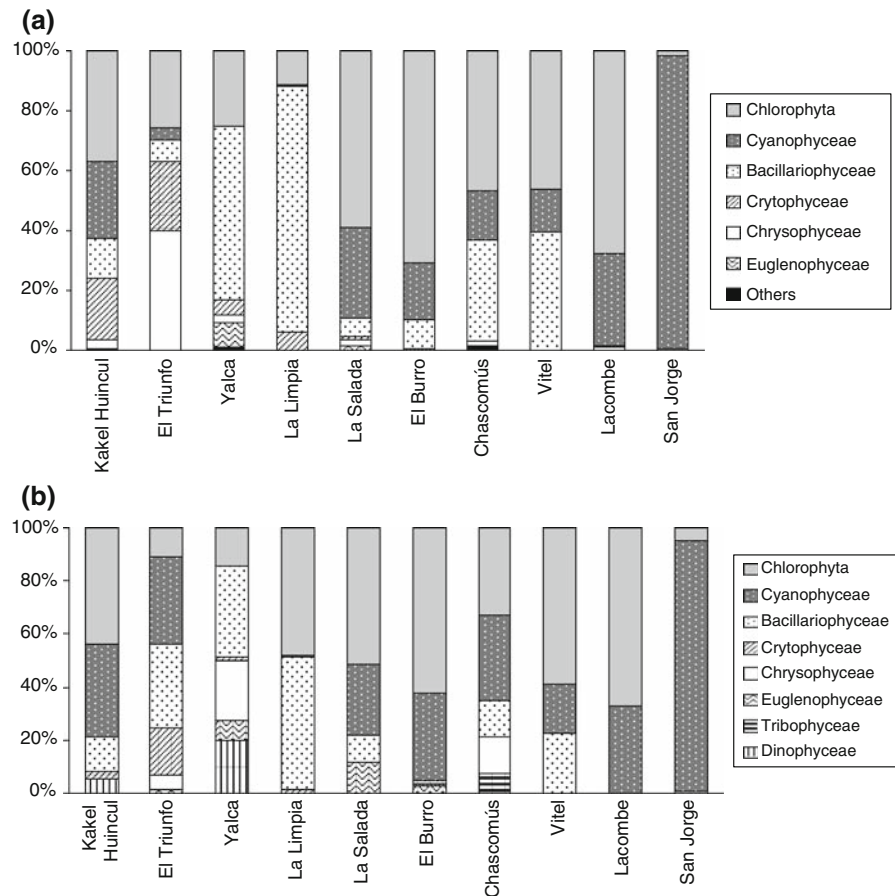 (a)
100%
80%
60%
40%
20%
0%
Kakel Huincul
El Triunfo
Yalca
La Limpia
La Salada
El Burro
Chascomús
Vitel
Lacombe
San Jorge
Chlorophyta
Cyanophyceae
Bacillariophyceae
Crytophyceae
Chrysophyceae
Euglenophyceae
Others
(b)
100%
80%
60%
40%
20%
0%
Kakel
Huincul
El Triunfo
Yalca
La Limpia
La Salada
El Burro
Chascomús
Vitel
Lacombe
San Jorge
Chlorophyta
Cyanophyceae
Bacillariophyceae
Crytophyceae
Chrysophyceae
Euglenophyceae
Tribophyceae
Dinophyceae